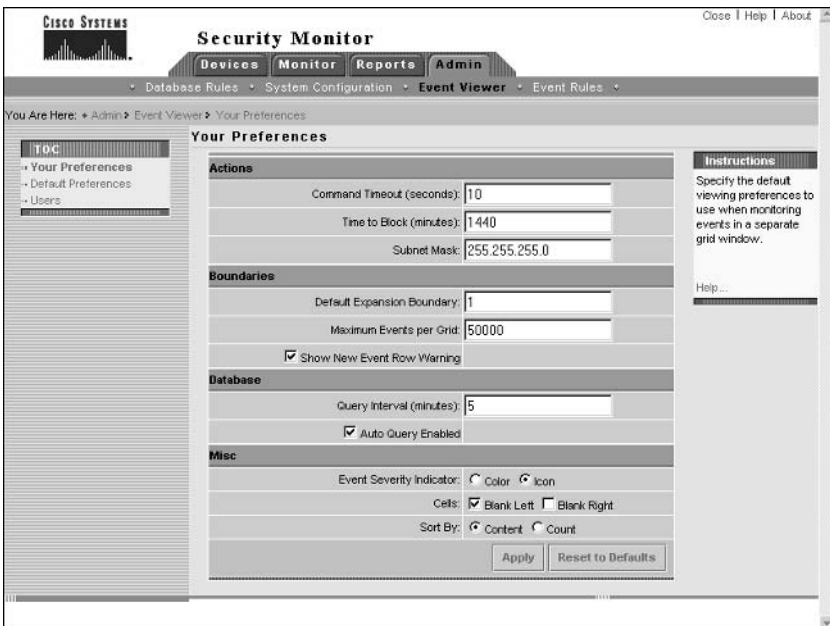 CISCO SYSTEMS
Close | Help | About
Security Monitor
Devices Monitor Reports Admin
Database Rules System Configuration Event Viewer Event Rules
You Are Here: Admin Event Viewer Your Preferences
TOC
Your Preferences
Default Preferences
Users
Your Preferences
Actions
Command Timeout (seconds): 10
Time to Block (minutes): 1440
Subnet Mask: 255.255.255.0
Boundaries
Default Expansion Boundary: 1
Maximum Events per Grid: 50000
Show New Event Row Warning
Database
Query Interval (minutes): 5
Auto Query Enabled
Misc
Event Severity Indicator: Color Icon
Cells: Blank Left Blank Right
Sort By: Content Count
Apply Reset to Defaults
Instructions
Specify the default
viewing preferences to
use when monitoring
events in a separate
grid window.
Help...